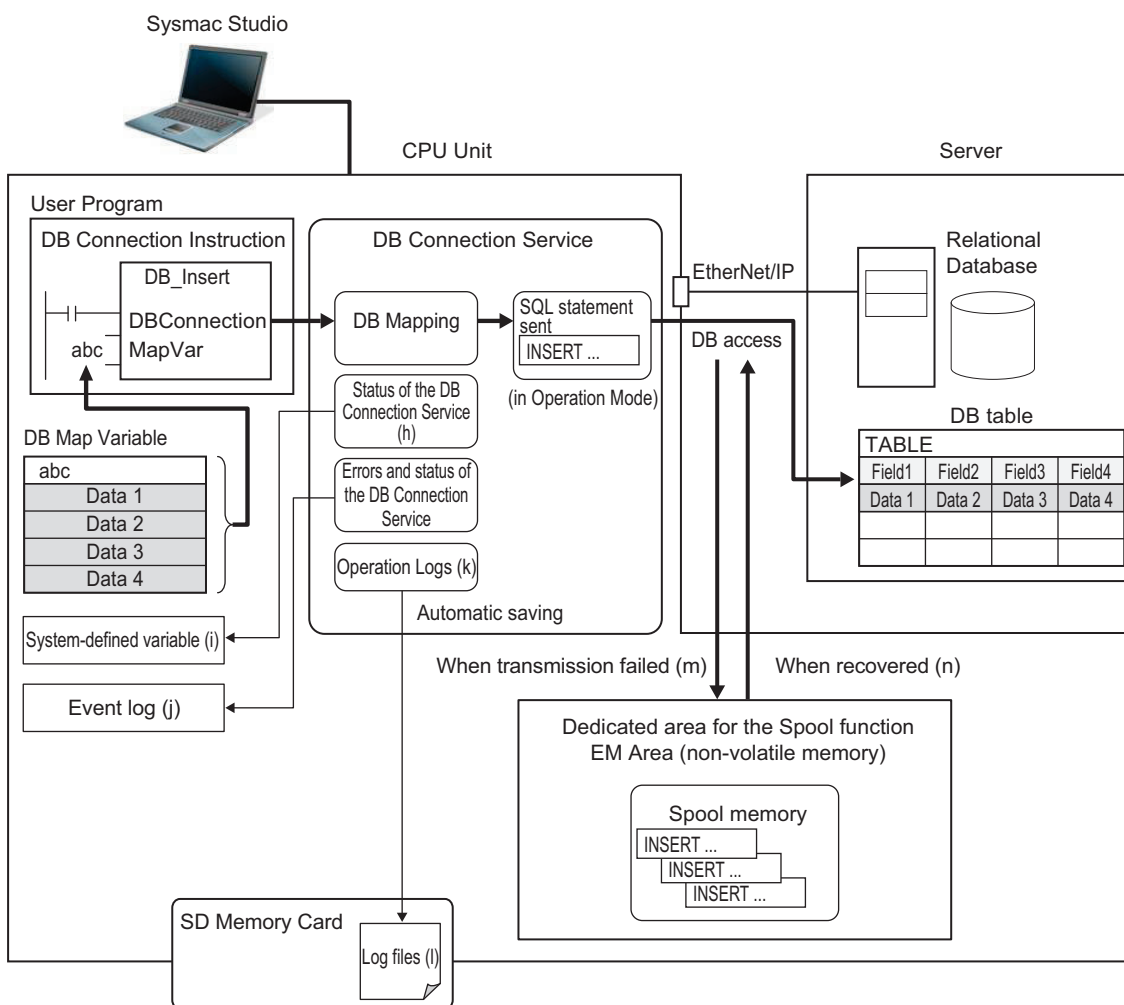 Sysmac Studio
CPU Unit
Server
User Program
DB Connection Instruction
DB_Insert
DBConnection
abc
MapVar
DB Map Variable
abc
Data 1
Data 2
Data 3
Data 4
System-defined variable (i)
Event log (j)
DB Connection Service
DB Mapping
SQL statement
sent
INSERT ...
(in Operation Mode)
Status of the DB
Connection Service
(h)
Errors and status of
the DB Connection
Service
Operation Logs (k)
Automatic saving
EtherNet/IP
DB access
Relational
Database
DB table
TABLE
Field1 Field2 Field3 Field4
Data 1 Data 2 Data 3 Data 4
When transmission failed (m)
When recovered (n)
Dedicated area for the Spool function
EM Area (non-volatile memory)
Spool memory
INSERT ...
INSERT ...
INSERT ...
SD Memory Card
Log files (l)